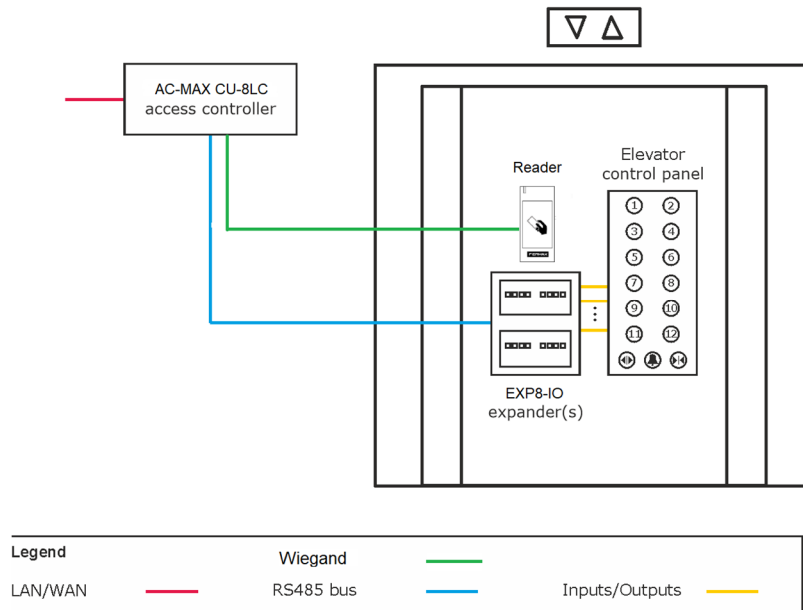 AC-MAX CU-8LC
access controller
Reader
Elevator
control panel
FERMAX
1 2
3 4
5 6
7 8
9 10
11 12
EXP8-IO
expander(s)
Legend
Wiegand
LAN/WAN RS485 bus Inputs/Outputs